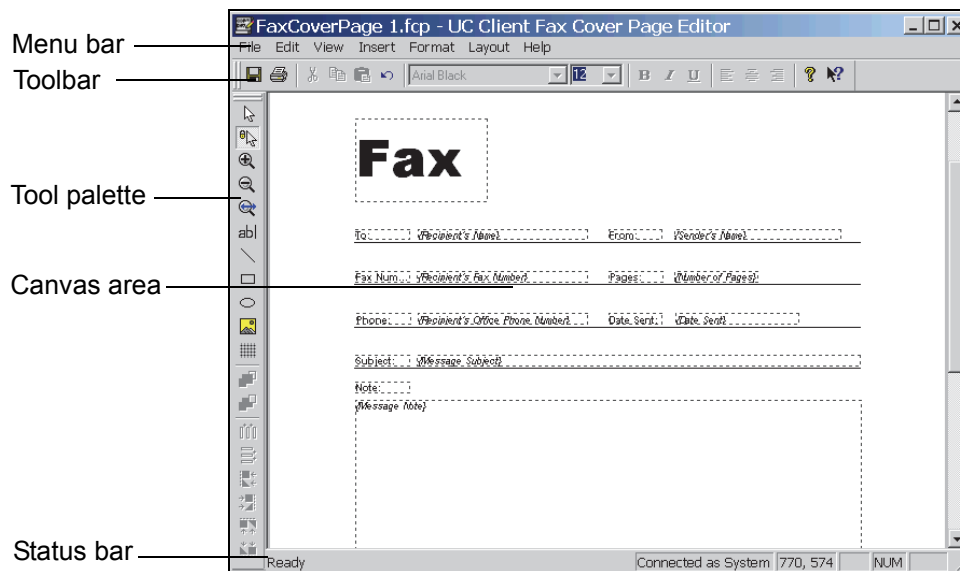 FaxCoverPage 1.fcp - UC Client Fax Cover Page Editor
Menu bar
File Edit View Insert Format Layout Help
Toolbar
Arial Black 12 B I U
Fax
Tool palette
abl
To: {Recipient's Name} From: {Sender's Name}
Canvas area
Fax Num... {Recipient's Fax Number} Pages: {Number of Pages}
Phone: {Recipient's Office Phone Number} Date Sent: {Date Sent}
Subject: {Message Subject}
Note:
{Message Note}
Status bar
Ready Connected as System 770, 574 NUM